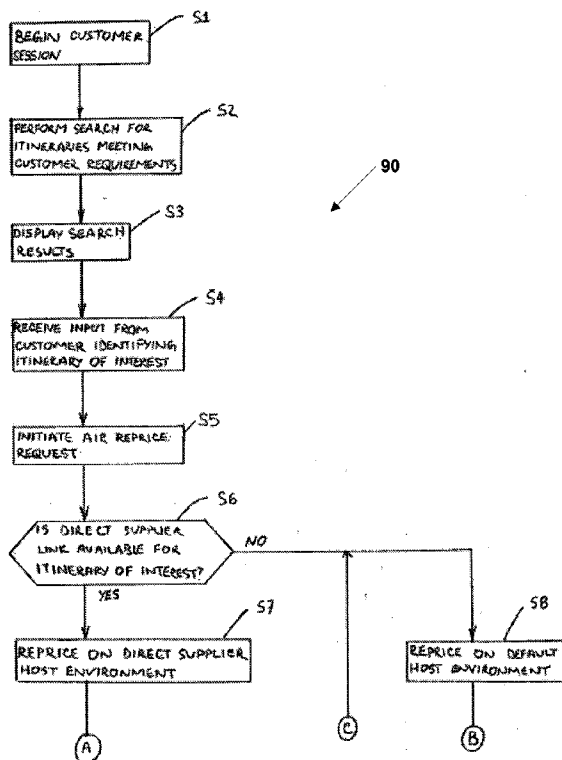 S1
BEGIN CUSTOMER
SESSION
S2
PERFORM SEARCH FOR
ITINERARIES MEETING
CUSTOMER REQUIREMENTS
90
S3
DISPLAY SEARCH
RESULTS
S4
RECEIVE INPUT FROM
CUSTOMER IDENTIFYING
ITINERARY OF INTEREST
S5
INITIATE AIR REPRICE
REQUEST
S6
IS DIRECT SUPPLIER
LINK AVAILABLE FOR
ITINERARY OF INTEREST?
NO
YES
S7
REPRICE ON DIRECT SUPPLIER
HOST ENVIRONMENT
S8
REPRICE ON DEFAULT
HOST ENVIRONMENT
A
C
B